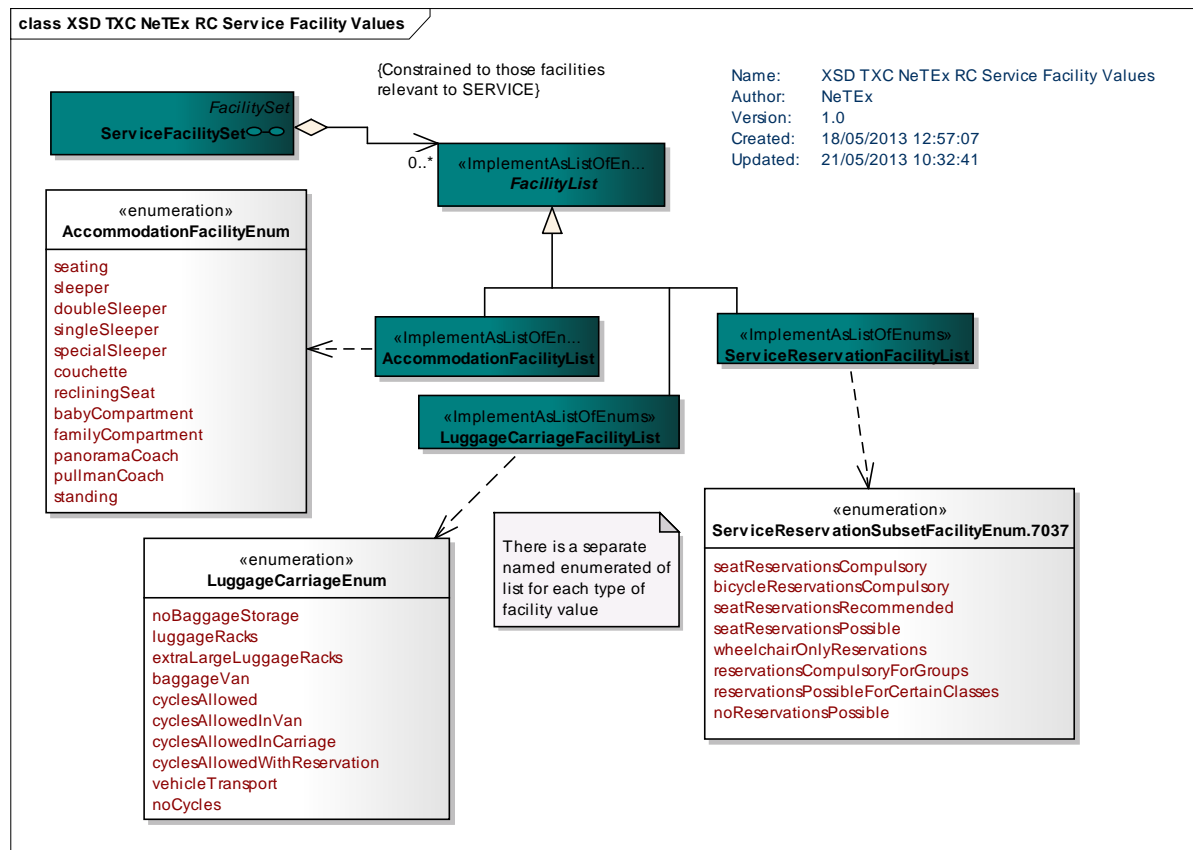 class XSD TXC NeTEx RC Service Facility Values
{Constrained to those facilities
relevant to SERVICE}
Name: XSD TXC NeTEx RC Service Facility Values
Author: NeTEx
Version: 1.0
Created: 18/05/2013 12:57:07
Updated: 21/05/2013 10:32:41
FacilitySet
ServiceFacilitySet
0..*
«ImplementAsListOfEn...
FacilityList
«enumeration»
AccommodationFacilityEnum
seating
sleeper
doubleSleeper
singleSleeper
specialSleeper
couchette
recliningSeat
babyCompartment
familyCompartment
panoramaCoach
pullmanCoach
standing
«ImplementAsListOfEn...
AccommodationFacilityList
«ImplementAsListOfEnums»
ServiceReservationFacilityList
«ImplementAsListOfEnums»
LuggageCarriageFacilityList
«enumeration»
LuggageCarriageEnum
noBaggageStorage
luggageRacks
extraLargeLuggageRacks
baggageVan
cyclesAllowed
cyclesAllowedInVan
cyclesAllowedInCarriage
cyclesAllowedWithReservation
vehicleTransport
noCycles
There is a separate
named enumerated of
list for each type of
facility value
«enumeration»
ServiceReservationSubsetFacilityEnum.7037
seatReservationsCompulsory
bicycleReservationsCompulsory
seatReservationsRecommended
seatReservationsPossible
wheelchairOnlyReservations
reservationsCompulsoryForGroups
reservationsPossibleForCertainClasses
noReservationsPossible